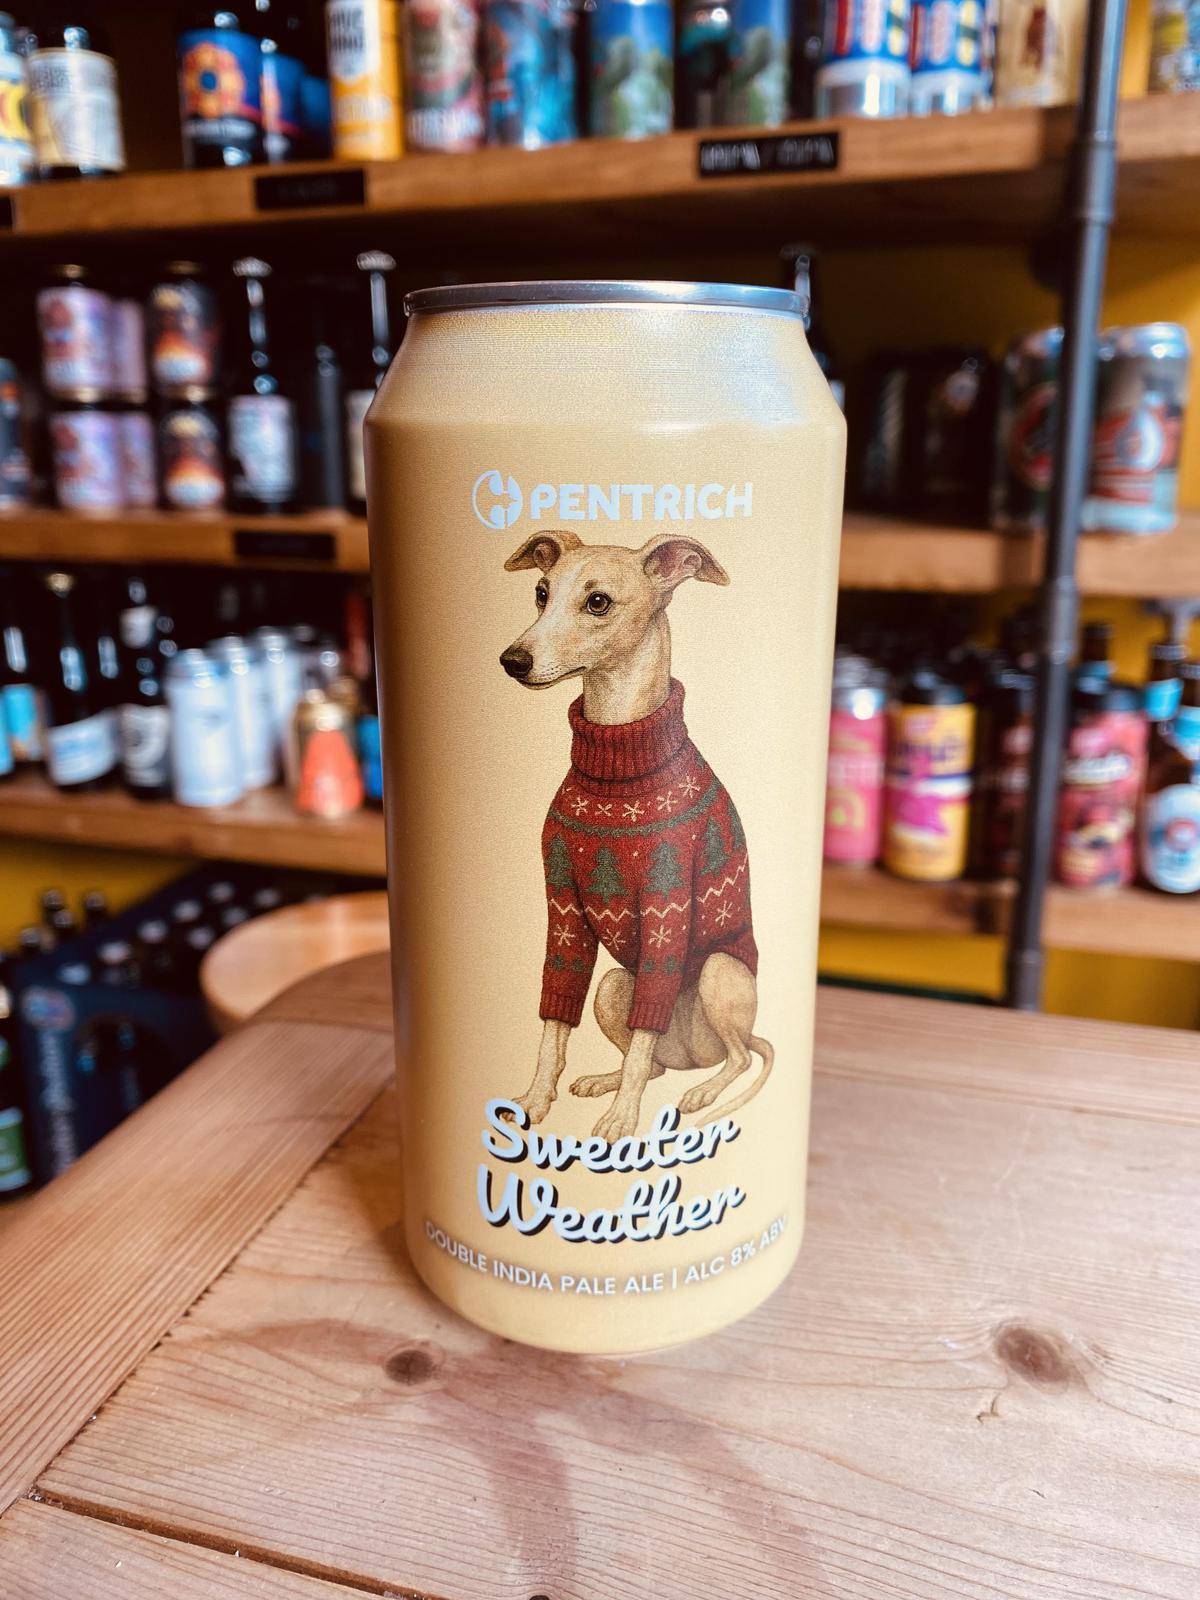 PENTRICH
Sweater
Weather
DOUBLE INDIA PALE ALE | ALC 8% ABV